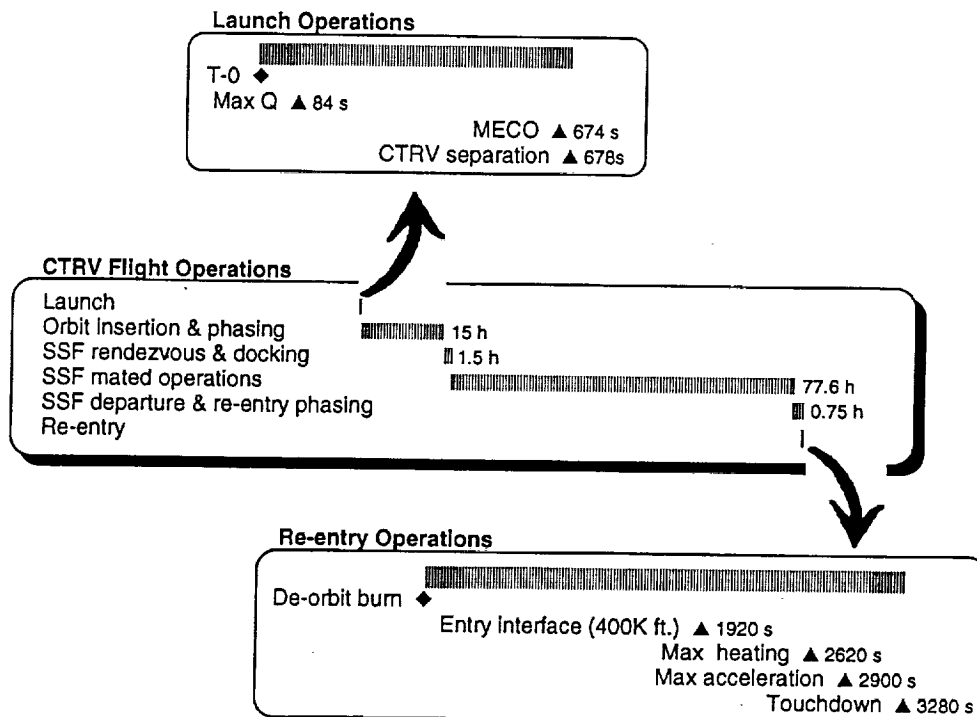 Launch Operations
T-0 ◆
Max Q ▲ 84 s
MECO ▲ 674 s
CTRV separation ▲ 678s
CTRV Flight Operations
Launch
Orbit insertion & phasing 15 h
SSF rendezvous & docking 1.5 h
SSF mated operations 77.6 h
SSF departure & re-entry phasing 0.75 h
Re-entry
Re-entry Operations
De-orbit burn ◆
Entry interface (400K ft.) ▲ 1920 s
Max heating ▲ 2620 s
Max acceleration ▲ 2900 s
Touchdown ▲ 3280 s